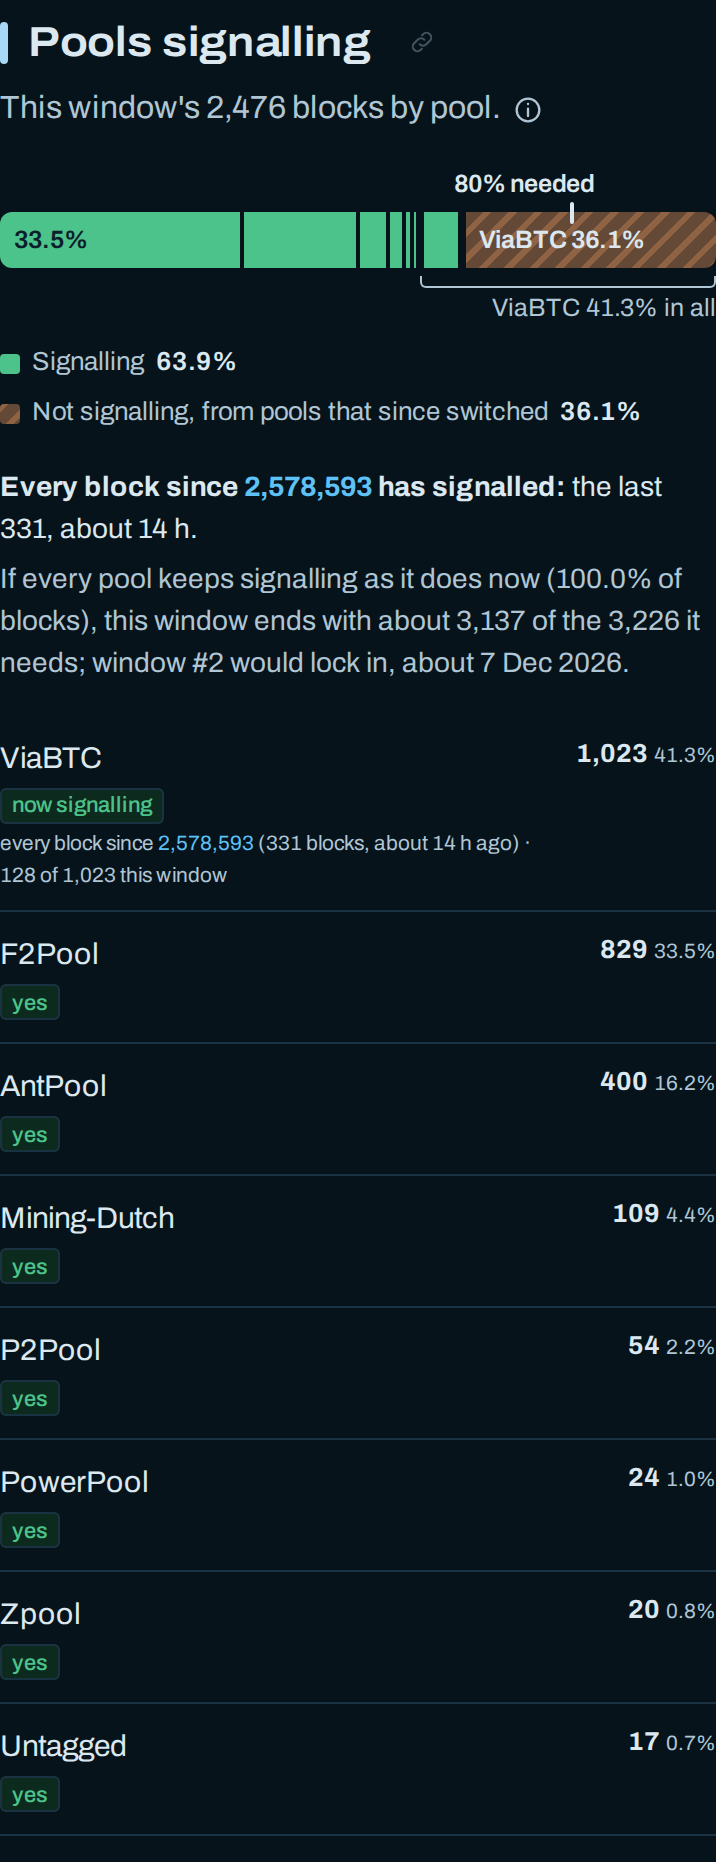 Pools signalling
This window's 2,476 blocks by pool.
80% needed
33.5%
ViaBTC 36.1%
ViaBTC 41.3% in all
Signalling 63.9%
Not signalling, from pools that since switched 36.1%
Every block since 2,578,593 has signalled: the last
331, about 14 h.
If every pool keeps signalling as it does now (100.0% of
blocks), this window ends with about 3,137 of the 3,226 it
needs; window #2 would lock in, about 7 Dec 2026.
ViaBTC 1,023 41.3%
now signalling
every block since 2,578,593 (331 blocks, about 14 h ago) ·
128 of 1,023 this window
F2Pool 829 33.5%
yes
AntPool 400 16.2%
yes
Mining-Dutch 109 4.4%
yes
P2Pool 54 2.2%
yes
PowerPool 24 1.0%
yes
Zpool 20 0.8%
yes
Untagged 17 0.7%
yes